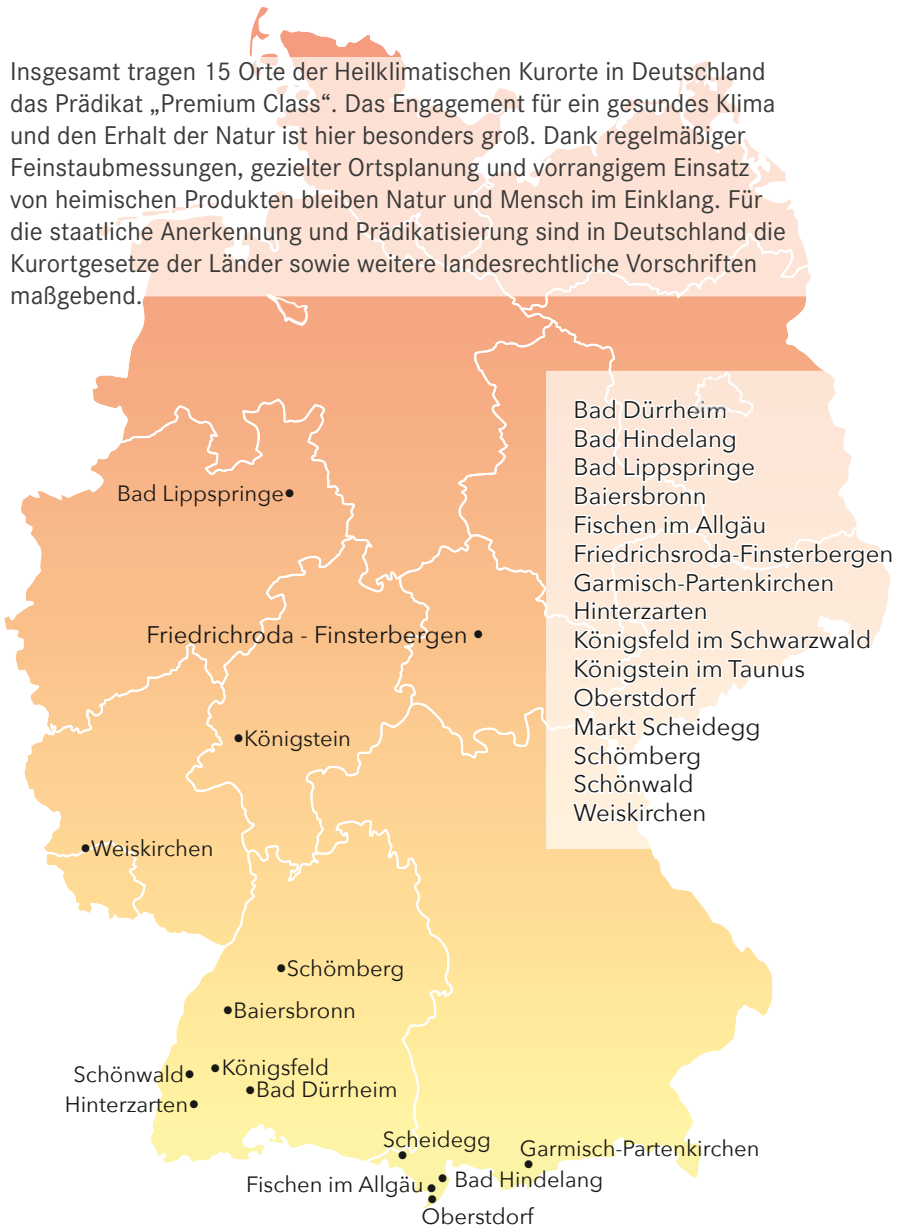 Insgesamt tragen 15 Orte der Heilklimatischen Kurorte in Deutschland
das Prädikat „Premium Class“. Das Engagement für ein gesundes Klima
und den Erhalt der Natur ist hier besonders groß. Dank regelmäßiger
Feinstaubmessungen, gezielter Ortsplanung und vorrangigem Einsatz
von heimischen Produkten bleiben Natur und Mensch im Einklang. Für
die staatliche Anerkennung und Prädikatisierung sind in Deutschland die
Kurortgesetze der Länder sowie weitere landesrechtliche Vorschriften
maßgebend.
Bad Dürrheim
Bad Hindelang
Bad Lippspringe
Baiersbronn
Fischen im Allgäu
Friedrichsroda-Finsterbergen
Garmisch-Partenkirchen
Hinterzarten
Königsfeld im Schwarzwald
Königstein im Taunus
Oberstdorf
Markt Scheidegg
Schömberg
Schönwald
Weiskirchen
Bad Lippspringe
Friedrichroda - Finsterbergen
Königstein
Weiskirchen
Schömberg
Baiersbronn
Königsfeld
Schönwald
Bad Dürrheim
Hinterzarten
Scheidegg
Garmisch-Partenkirchen
Bad Hindelang
Fischen im Allgäu
Oberstdorf